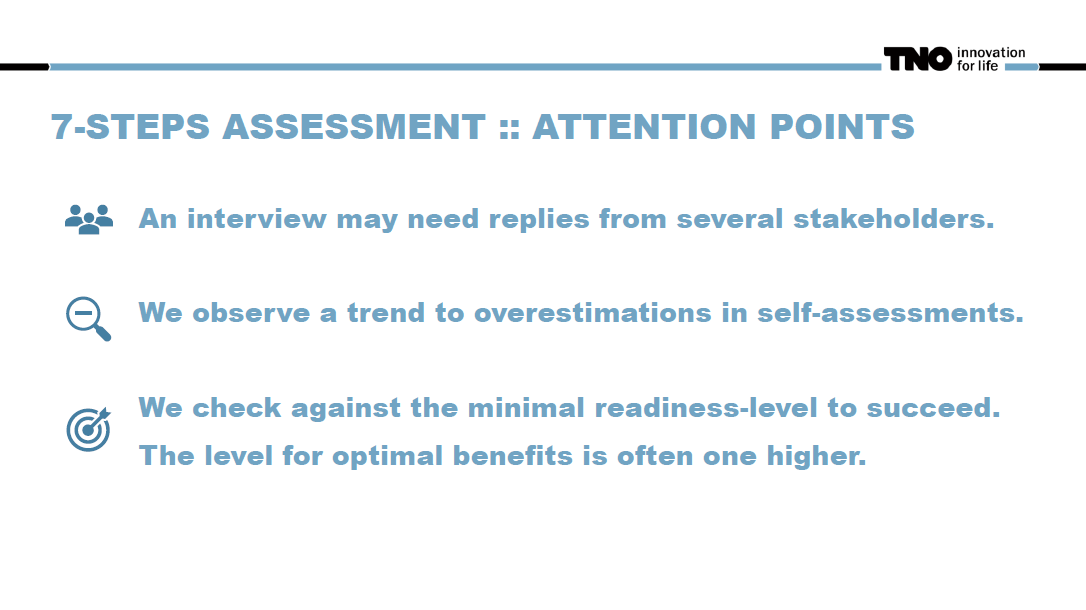 TNO innovation
for life
7-STEPS ASSESSMENT :: ATTENTION POINTS
An interview may need replies from several stakeholders.
We observe a trend to overestimations in self-assessments.
We check against the minimal readiness-level to succeed.
The level for optimal benefits is often one higher.